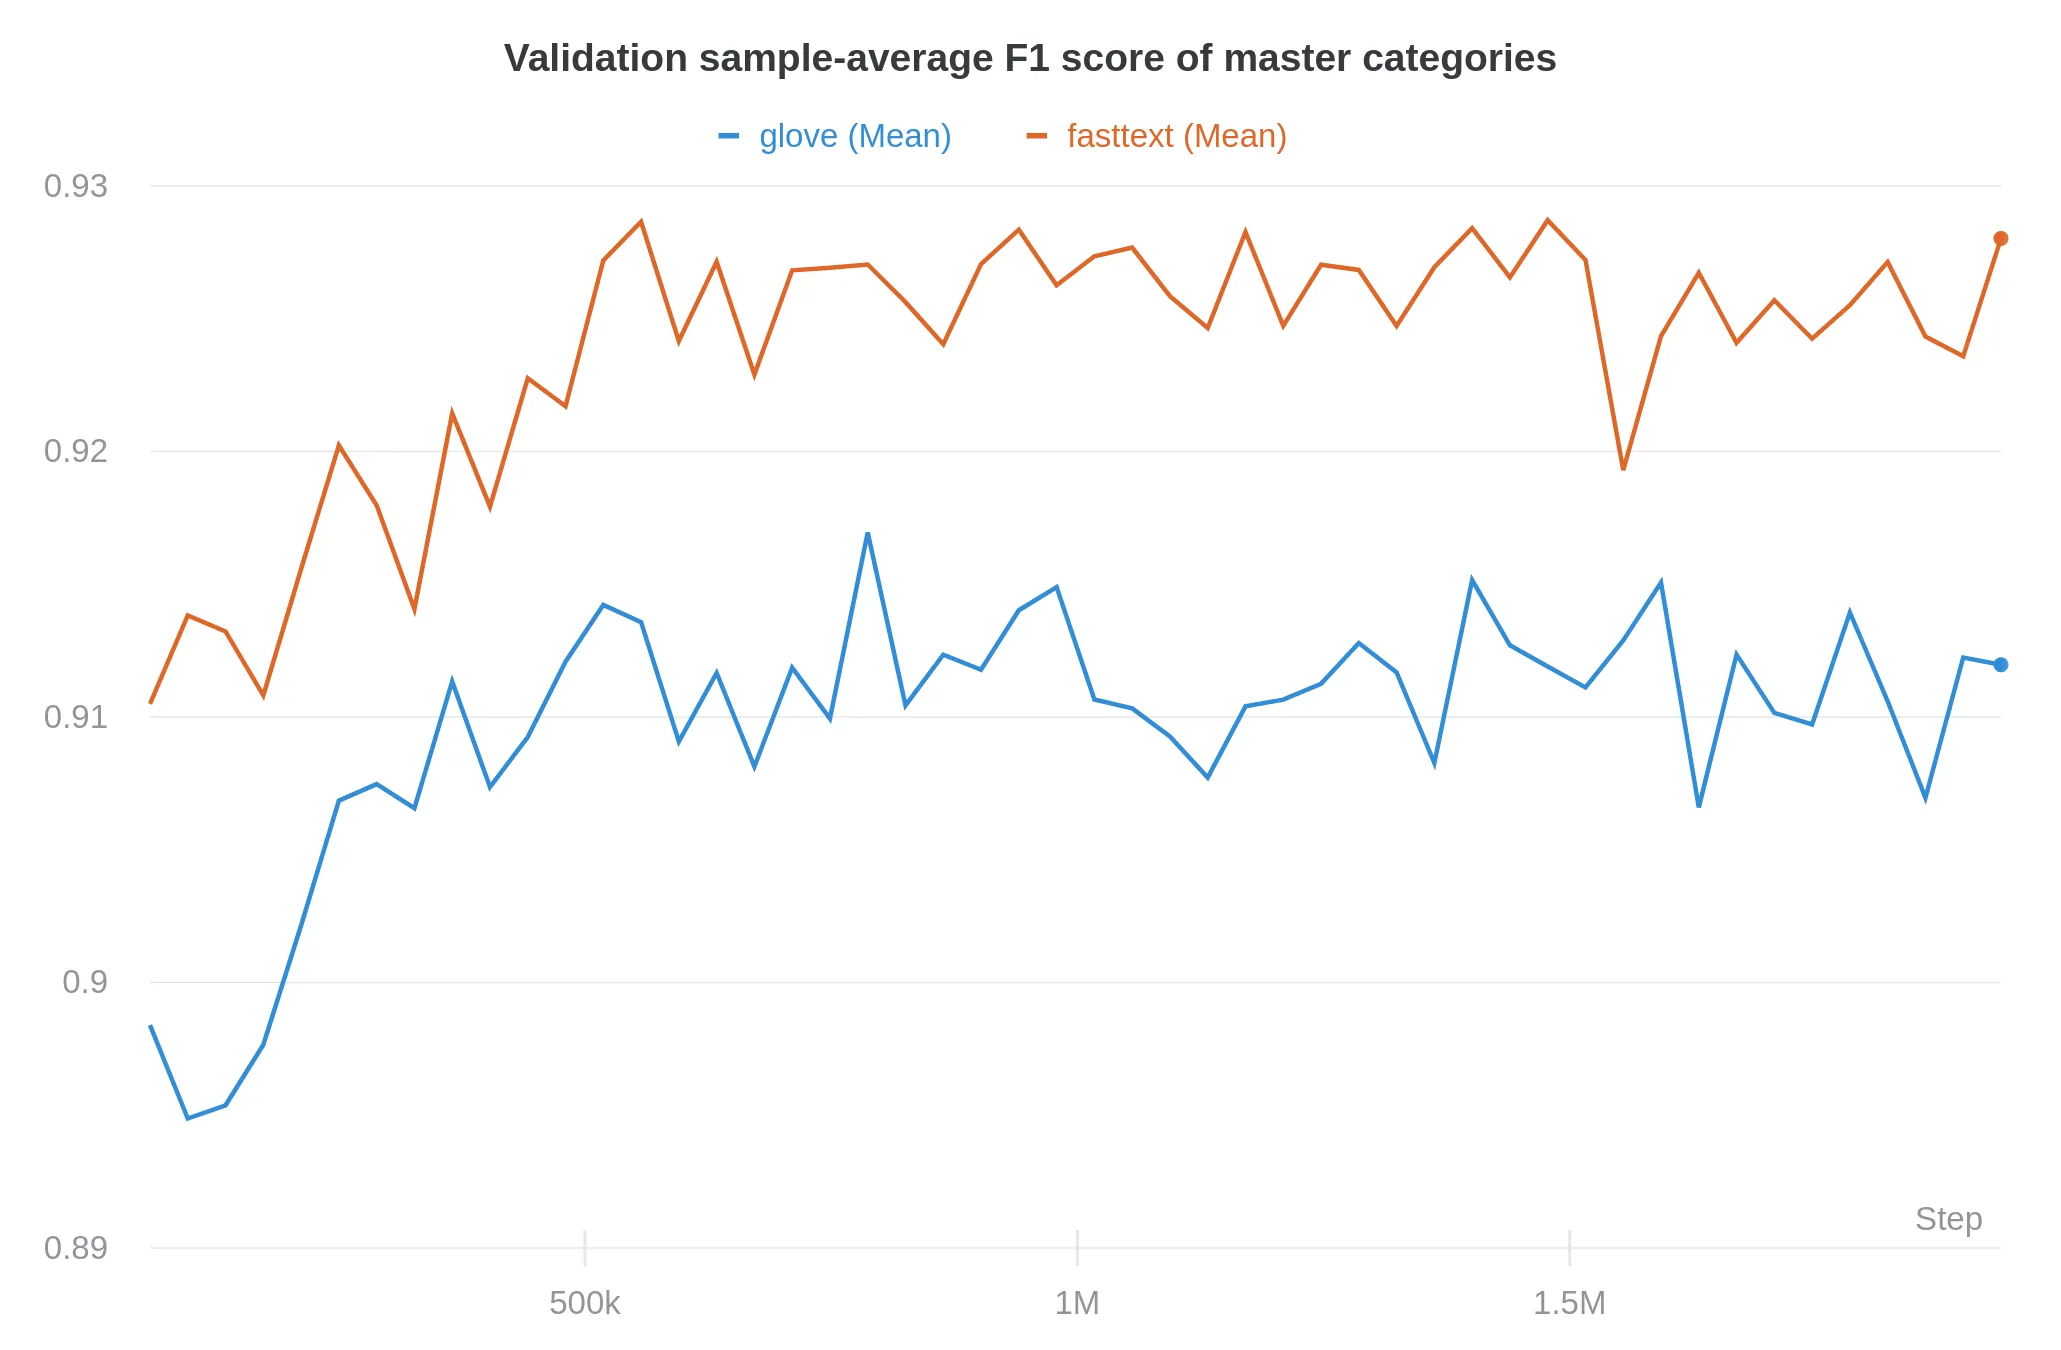 Validation sample-average F1 score of master categories
glove (Mean) fasttext (Mean)
0.93
0.92
0.91
0.9
0.89
Step
500k 1M 1.5M